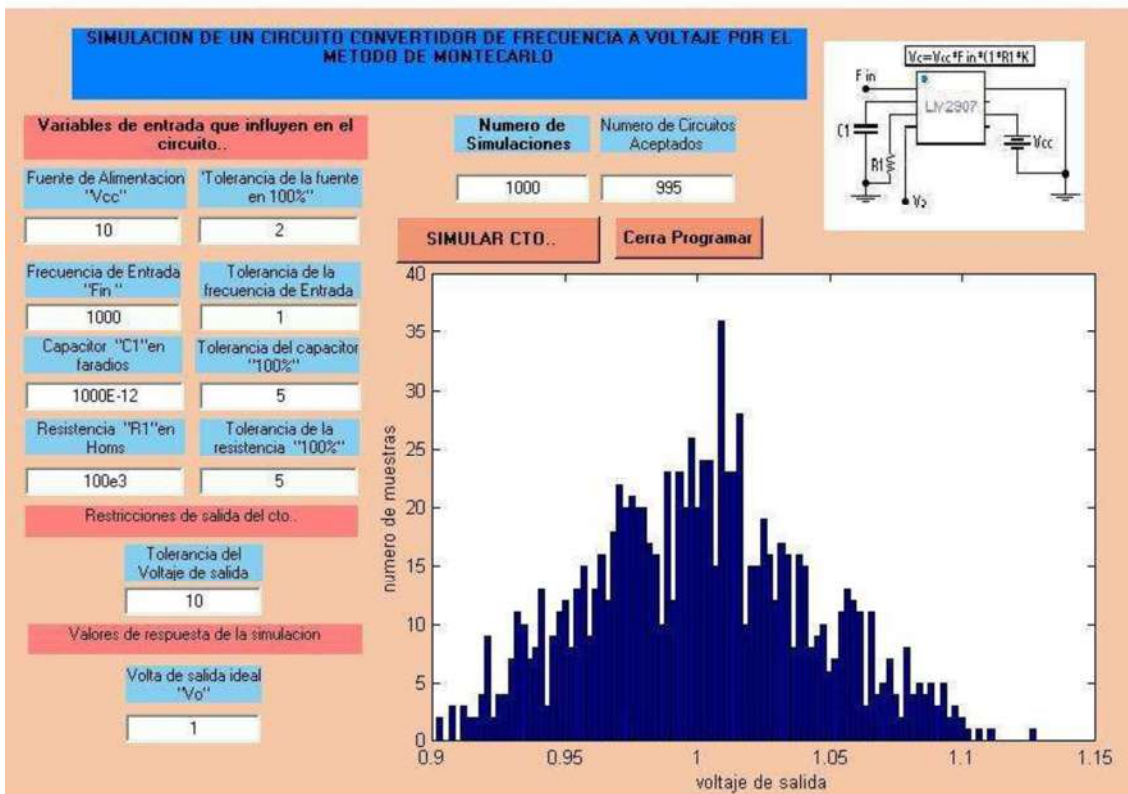 SIMULACION DE UN CIRCUITO CONVERTIDOR DE FRECUENCIA A VOLTAJE POR EL
METODO DE MONTECARLO
Vc=Vcc*Fin*(1*R1*K
F in
LM2907
C1
R1
Vcc
Variables de entrada que influyen en el
circuito..
Numero de
Simulaciones
Numero de Circuitos
Aceptados
1000
995
Fuente de Alimentacion
"Vcc"
'Tolerancia de la fuente
en 100%"
10
2
SIMULAR CTO..
Cerra Programar
Frecuencia de Entrada
"Fin "
Tolerancia de la
frecuencia de Entrada
1000
1
Capacitor "C1"en
faradios
Tolerancia del capacitor
"100%"
1000E-12
5
Resistencia "R1"en
Homs
Tolerancia de la
resistencia "100%"
100e3
5
Restricciones de salida del cto..
Tolerancia del
Voltaje de salida
10
Valores de respuesta de la simulacion
Volta de salida ideal
"Vo"
1
numero de muestras
40
35
30
25
20
15
10
5
0
0.9
0.95
1
1.05
1.1
1.15
voltaje de salida